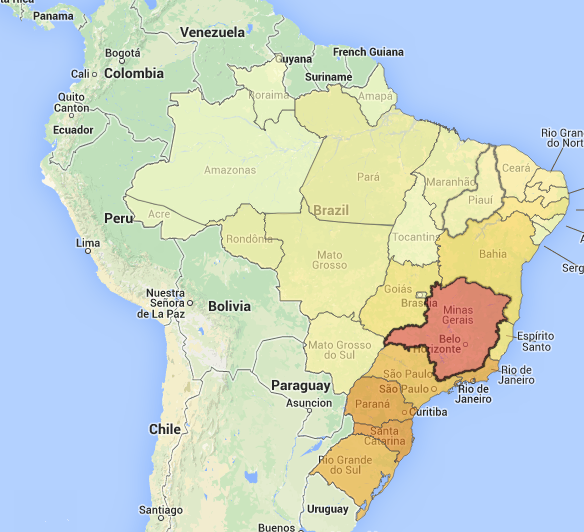 Panama
Venezuela
Bogotá
Cali
Colombia
Guyana
French Guiana
Suriname
Roraima
Amapá
Quito
Canton
Ecuador
Rio Grande
do Nort
Ceará
Amazonas
Pará
Maranhão
Piauí
Brazil
Acre
Peru
Tocantins
Rondônia
Mato
Grosso
Bahia
Lima
Serg
Nuestra
Señora
de La Paz
Bolivia
Goiás
Brasilia
Minas
Gerais
Belo
Horizonte
Espírito
Santo
Mato Grosso
do Sul
São Paulo
São Paulo
Rio de
Janeiro
Rio de
Janeiro
Paraguay
Asuncion
Paraná
Curitiba
Santa
Catarina
Chile
Rio Grande
do Sul
Santiago
Uruguay
Buenos